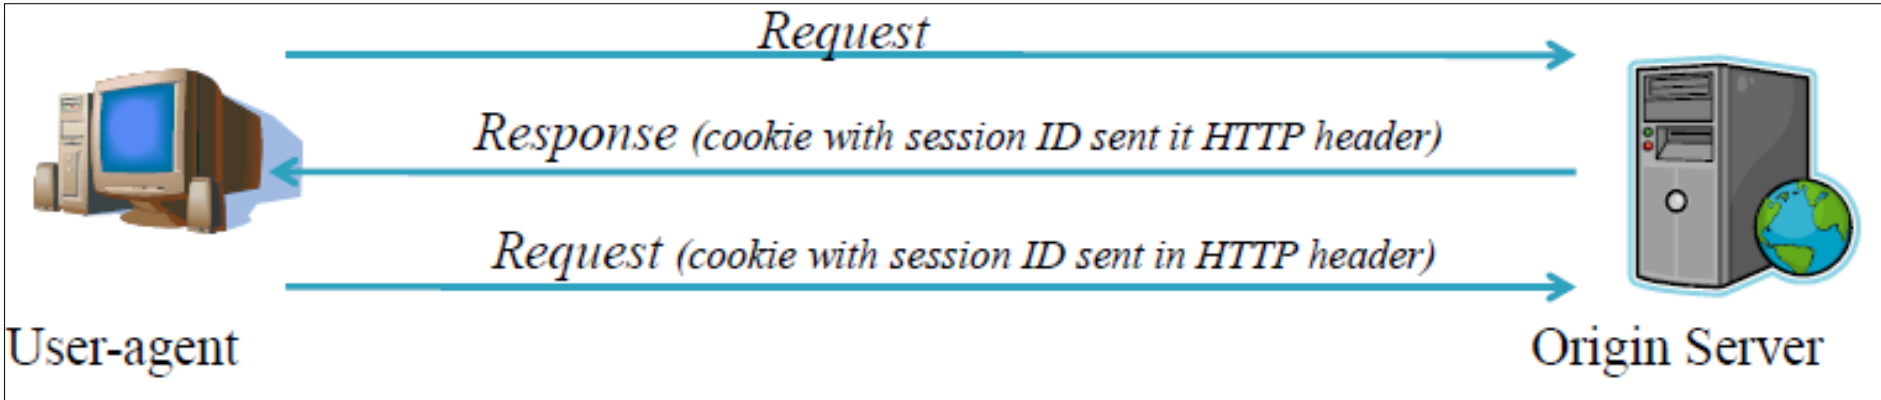 Request
Response (cookie with session ID sent it HTTP header)
Request (cookie with session ID sent in HTTP header)
User-agent
Origin Server